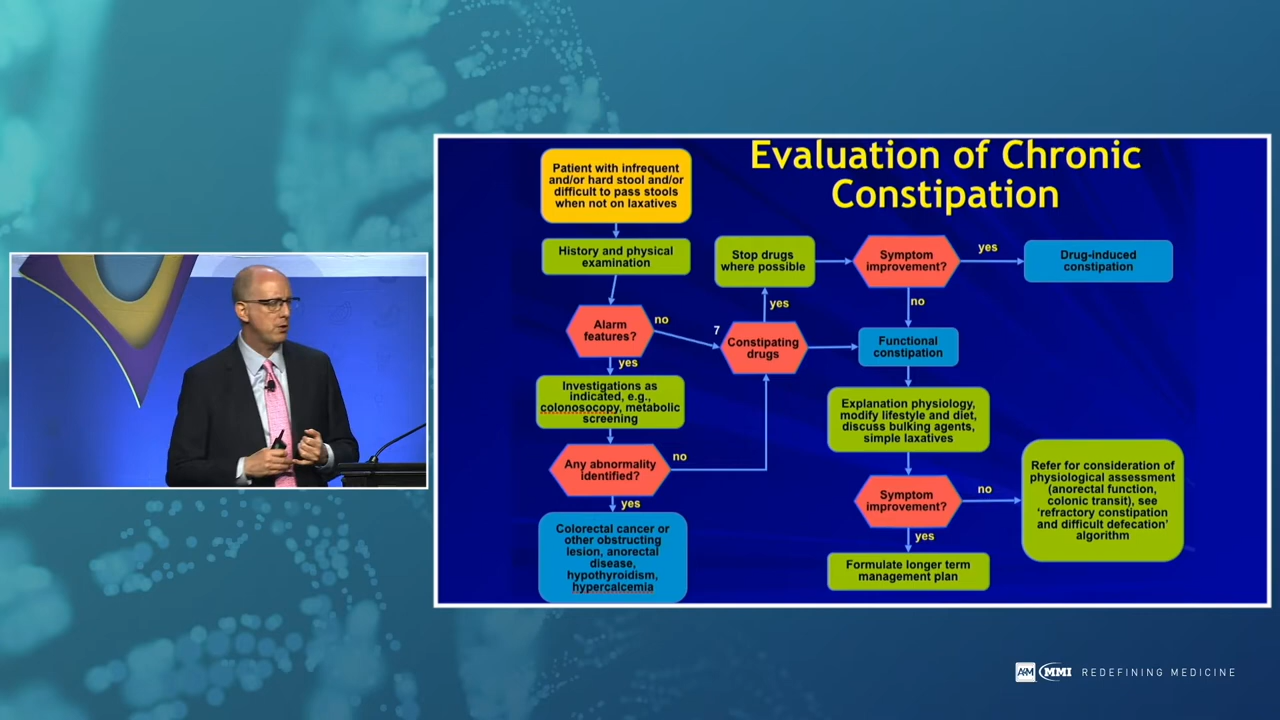 Evaluation of Chronic
Constipation
Patient with infrequent
and/or hard stool and/or
difficult to pass stools
when not on laxatives
History and physical
examination
Alarm
features?
no
yes
Investigations as
indicated, e.g.,
colonosocopy, metabolic
screening
Any abnormality
identified?
no
yes
Colorectal cancer or
other obstructing
lesion, anorectal
disease,
hypothyroidism,
hypercalcemia
Stop drugs
where possible
yes
7
Constipating
drugs
Symptom
improvement?
yes
Drug-induced
constipation
no
Functional
constipation
Explanation physiology,
modify lifestyle and diet,
discuss bulking agents,
simple laxatives
Symptom
improvement?
no
Refer for consideration of
physiological assessment
(anorectal function,
colonic transit), see
‘refractory constipation
and difficult defecation’
algorithm
yes
Formulate longer term
management plan
A4M MMI REDEFINING MEDICINE